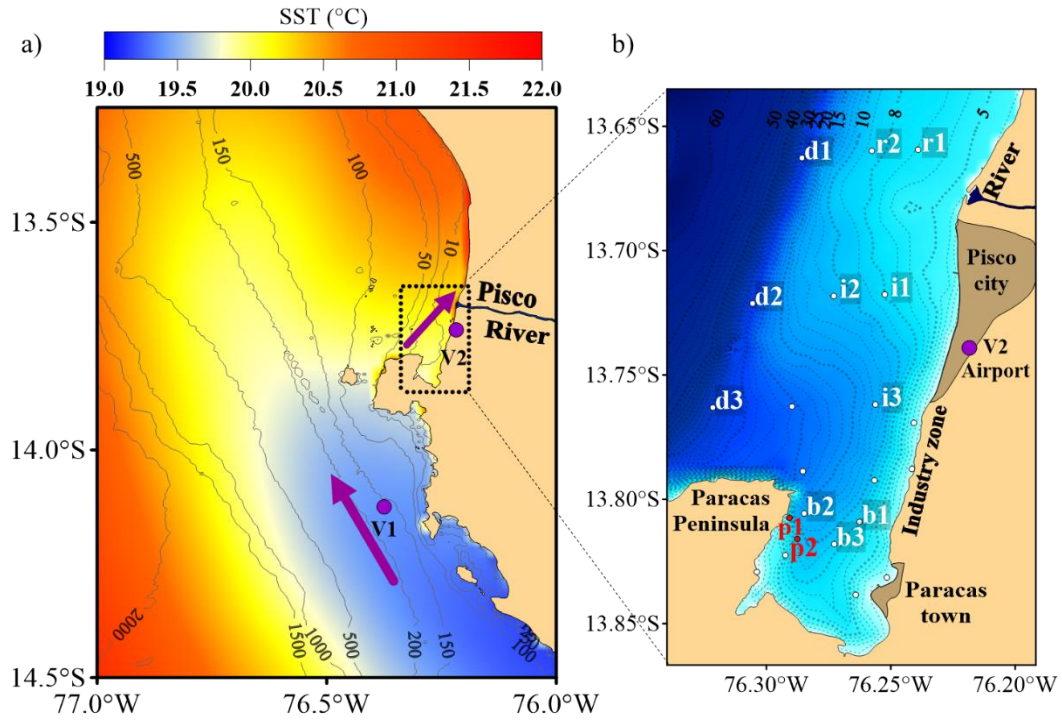 SST (°C)
a)
19.0 19.5 20.0 20.5 21.0 21.5 22.0
500
150
100
50
10
Pisco
River
V2
V1
2000
1500
1000
500
200
150
100
13.5°S
14.0°S
14.5°S
77.0°W 76.5°W 76.0°W
b)
60 50 40 30 20 15 10 8 5
13.65°S
13.70°S
13.75°S
13.80°S
13.85°S
d1 r2 r1
River
Pisco
city
d2 i2 i1
V2
Airport
d3 i3
Industry zone
Paracas
Peninsula
b2 b1
p1
p2 b3
Paracas
town
76.30°W 76.25°W 76.20°W